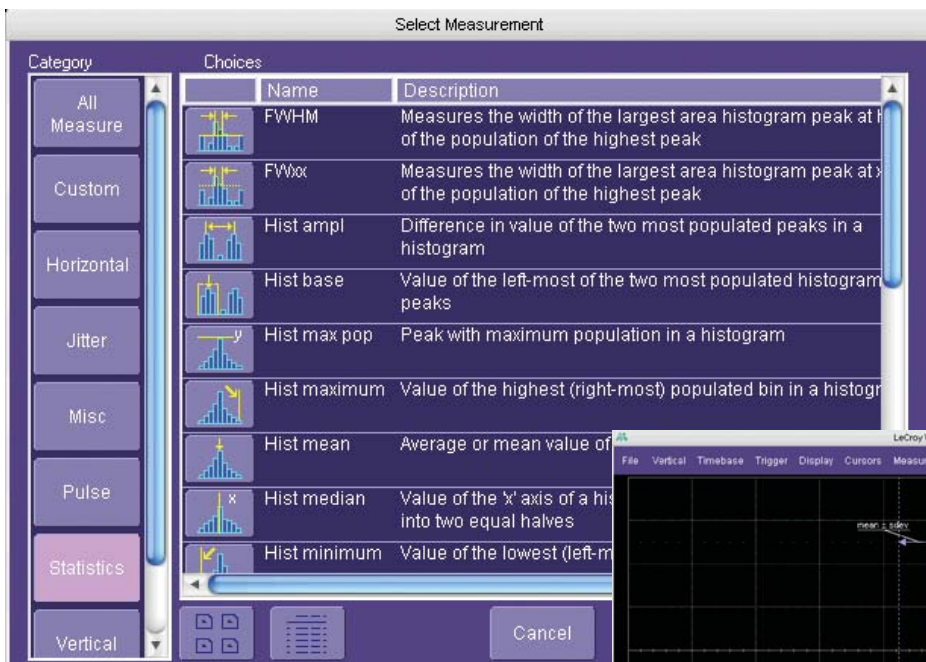 Select Measurement
Category
Choices
All
Measure
Custom
Horizontal
Jitter
Misc
Pulse
Statistics
Vertical
Name Description
FWHM Measures the width of the largest area histogram peak at
of the population of the highest peak
FWxx Measures the width of the largest area histogram peak at
of the population of the highest peak
Hist ampl Difference in value of the two most populated peaks in a
histogram
Hist base Value of the left-most of the two most populated histogram
peaks
y
Hist max pop Peak with maximum population in a histogram
Hist maximum Value of the highest (right-most) populated bin in a histogr
Hist mean Average or mean value of
x
Hist median Value of the 'x' axis of a his
into two equal halves
Hist minimum Value of the lowest (left-m
Cancel
LeCroy
File Vertical Timebase Trigger Display Cursors Measur
mean ± sdev